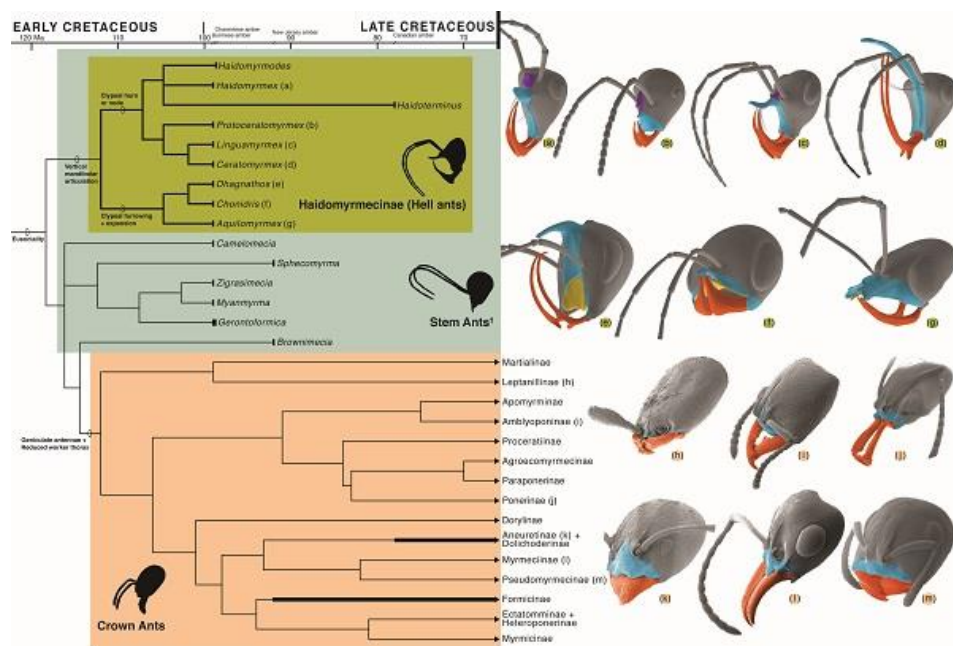 EARLY CRETACEOUS
LATE CRETACEOUS
120 Ma
110
100
90
80
70
Charentese amber
Burmese amber
New Jersey amber
Canadian amber
Haidomyrmodes
Haidomyrmex (a)
Haidoterminus
Clypeal horn
or node
Protoceratomyrmex (b)
Linguamyrmex (c)
Ceratomyrmex (d)
Vertical
mandibular
articulation
Dhagnathos (e)
Chonidris (f)
Haidomyrmecinae (Hell ants)
Clypeal furrowing
+ expansion
Aquilomyrmex (g)
Eusociality
Camelomecia
Sphecomyrma
Zigrasimecia
Myanmyrma
Stem Ants¹
Gerontoformica
Brownimecia
Martialinae
Leptanillinae (h)
Apomyrminae
Amblyoponinae (i)
Geniculate antennae +
Reduced worker thorax
Proceratiinae
Agroecomyrmecinae
Paraponerinae
Ponerinae (j)
Dorylinae
Aneuretinae (k) +
Dolichoderinae
Myrmeciinae (l)
Pseudomyrmecinae (m)
Formicinae
Crown Ants
Ectatomminae +
Heteroponerinae
Myrmicinae
(a)
(b)
(c)
(d)
(e)
(f)
(g)
(h)
(i)
(j)
(k)
(l)
(m)